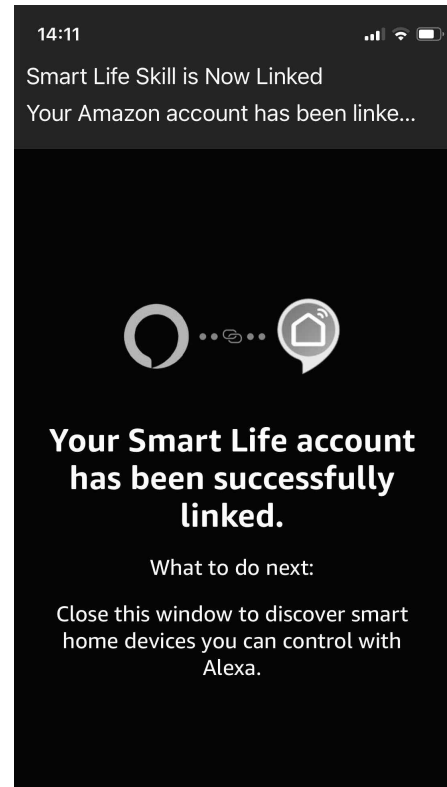 14:11
Smart Life Skill is Now Linked
Your Amazon account has been linke...
Your Smart Life account
has been successfully
linked.
What to do next:
Close this window to discover smart
home devices you can control with
Alexa.